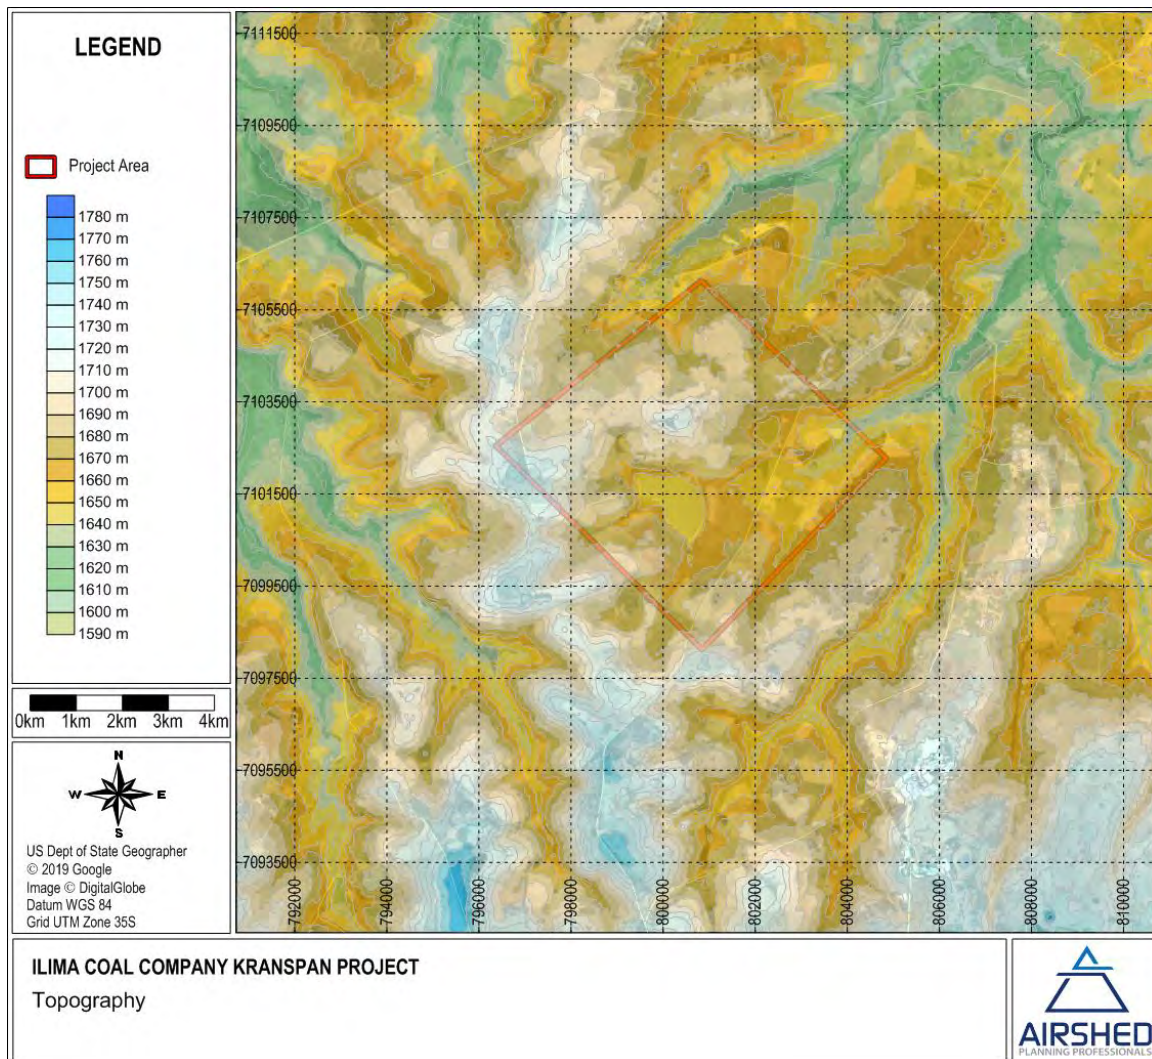 LEGEND
Project Area
1780 m
1770 m
1760 m
1750 m
1740 m
1730 m
1720 m
1710 m
1700 m
1690 m
1680 m
1670 m
1660 m
1650 m
1640 m
1630 m
1620 m
1610 m
1600 m
1590 m
0km 1km 2km 3km 4km
N
W E
S
US Dept of State Geographer
© 2019 Google
Image © DigitalGlobe
Datum WGS 84
Grid UTM Zone 35S
7111500
7109500
7107500
7105500
7103500
7101500
7099500
7097500
7095500
7093500
792000
794000
796000
798000
800000
802000
804000
806000
808000
810000
ILIMA COAL COMPANY KRANSPAN PROJECT
Topography
AIRSHED
PLANNING PROFESSIONALS